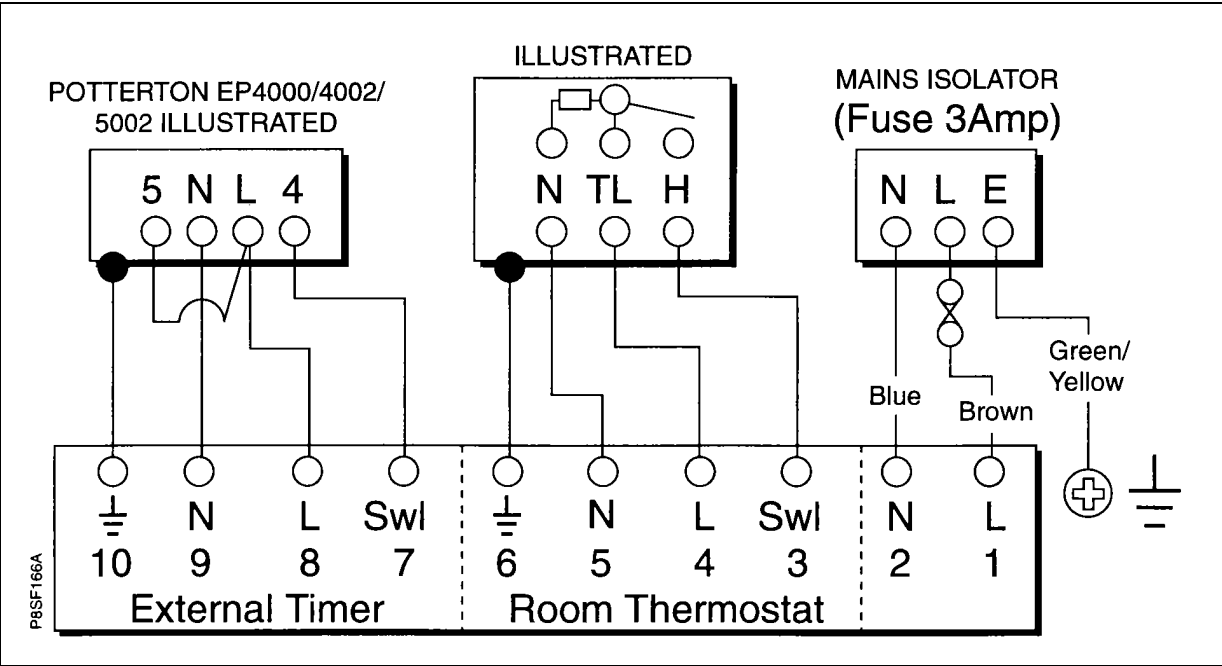 POTTERTON EP4000/4002/
5002 ILLUSTRATED
5 N L 4
ILLUSTRATED
N TL H
MAINS ISOLATOR
(Fuse 3Amp)
N L E
Blue
Brown
Green/
Yellow
N L Swl N L Swl N L
10 9 8 7 6 5 4 3 2 1
External Timer
Room Thermostat
P8SF166A